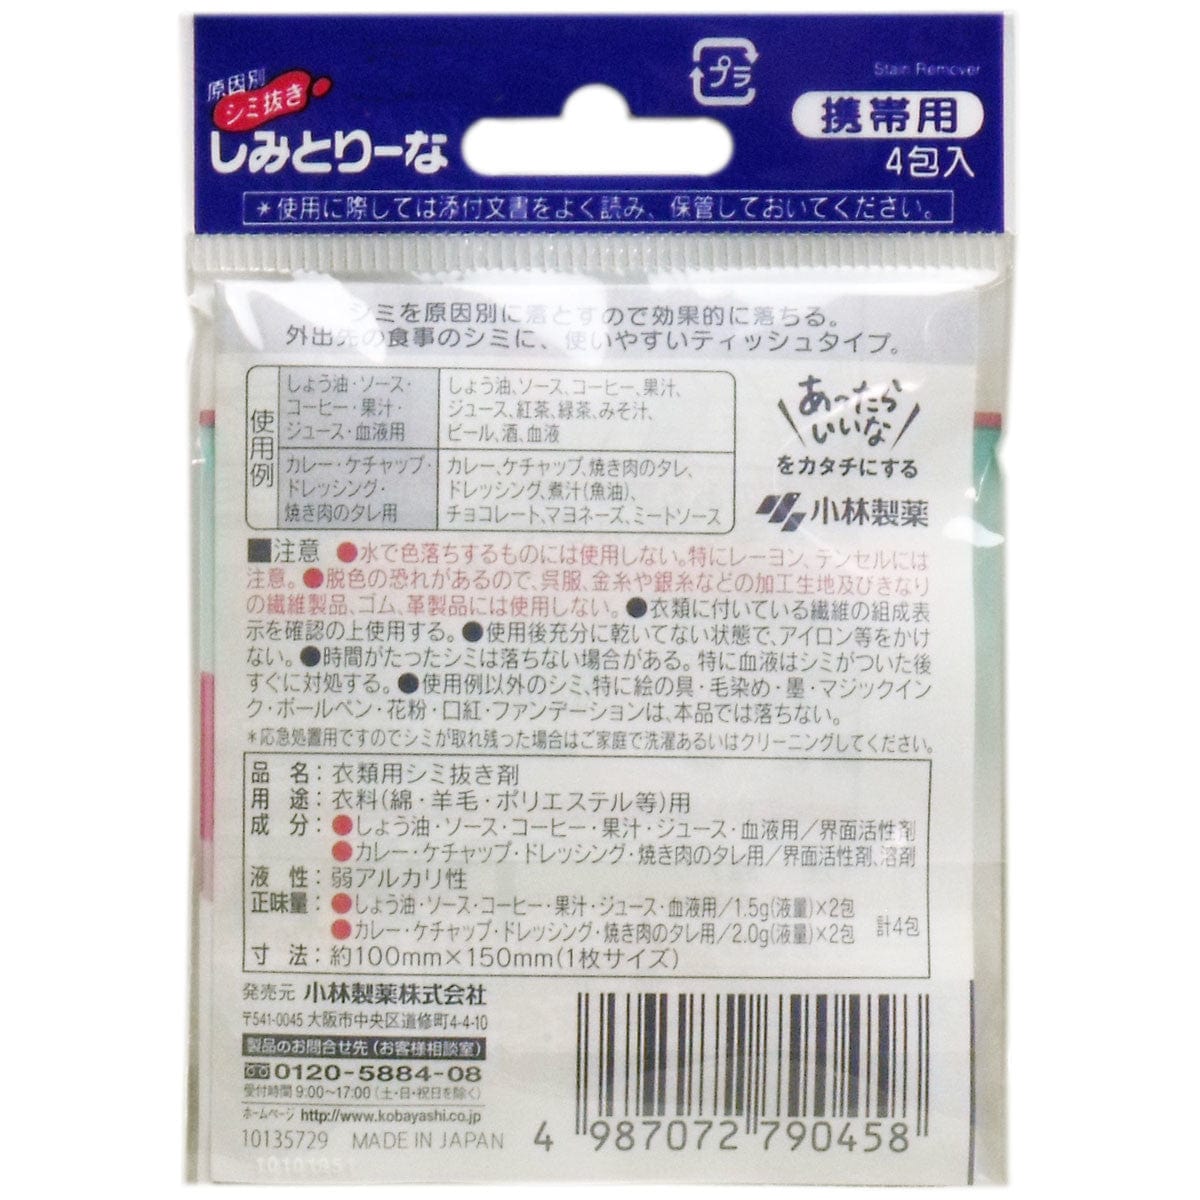 原因別
シミ抜き
しみとりーな
プラ
Stain Remover
携帯用
4包入
＊使用に際しては添付文書をよく読み、保管しておいてください。
シミを原因別に落とすので効果的に落ちる。
外出先の食事のシミに、使いやすいティッシュタイプ。
使用例
しょう油・ソース・
コーヒー・果汁・
ジュース・血液用
しょう油、ソース、コーヒー、果汁、
ジュース、紅茶、緑茶、みそ汁、
ビール、酒、血液
カレー・ケチャップ・
ドレッシング・
焼き肉のタレ用
カレー、ケチャップ、焼き肉のタレ、
ドレッシング、煮汁(魚油)、
チョコレート、マヨネーズ、ミートソース
あったら
いいな
をカタチにする
小林製薬
■注意 ●水で色落ちするものには使用しない。特にレーヨン、テンセルには
注意。●脱色の恐れがあるので、呉服、金糸や銀糸などの加工生地及びきなり
の繊維製品、ゴム、革製品には使用しない。●衣類に付いている繊維の組成表
示を確認の上使用する。●使用後充分に乾いてない状態で、アイロン等をかけ
ない。●時間がたったシミは落ちない場合がある。特に血液はシミがついた後
すぐに対処する。●使用例以外のシミ、特に絵の具・毛染め・墨・マジックイン
ク・ボールペン・花粉・口紅・ファンデーションは、本品では落ちない。
＊応急処置用ですのでシミが取れ残った場合はご家庭で洗濯あるいはクリーニングしてください。
品 名：衣類用シミ抜き剤
用 途：衣料(綿・羊毛・ポリエステル等)用
成 分：●しょう油・ソース・コーヒー・果汁・ジュース・血液用／界面活性剤
●カレー・ケチャップ・ドレッシング・焼き肉のタレ用／界面活性剤、溶剤
液 性：弱アルカリ性
正味量：●しょう油・ソース・コーヒー・果汁・ジュース・血液用／1.5g(液量)×2包
●カレー・ケチャップ・ドレッシング・焼き肉のタレ用／2.0g(液量)×2包
計4包
寸 法：約100mm×150mm(1枚サイズ)
発売元 小林製薬株式会社
〒541-0045 大阪市中央区道修町4-4-10
製品のお問合せ先（お客様相談室）
0120-5884-08
受付時間 9:00〜17:00（土・日・祝日を除く）
ホームページ http://www.kobayashi.co.jp
10135729 MADE IN JAPAN
4 987072 790458